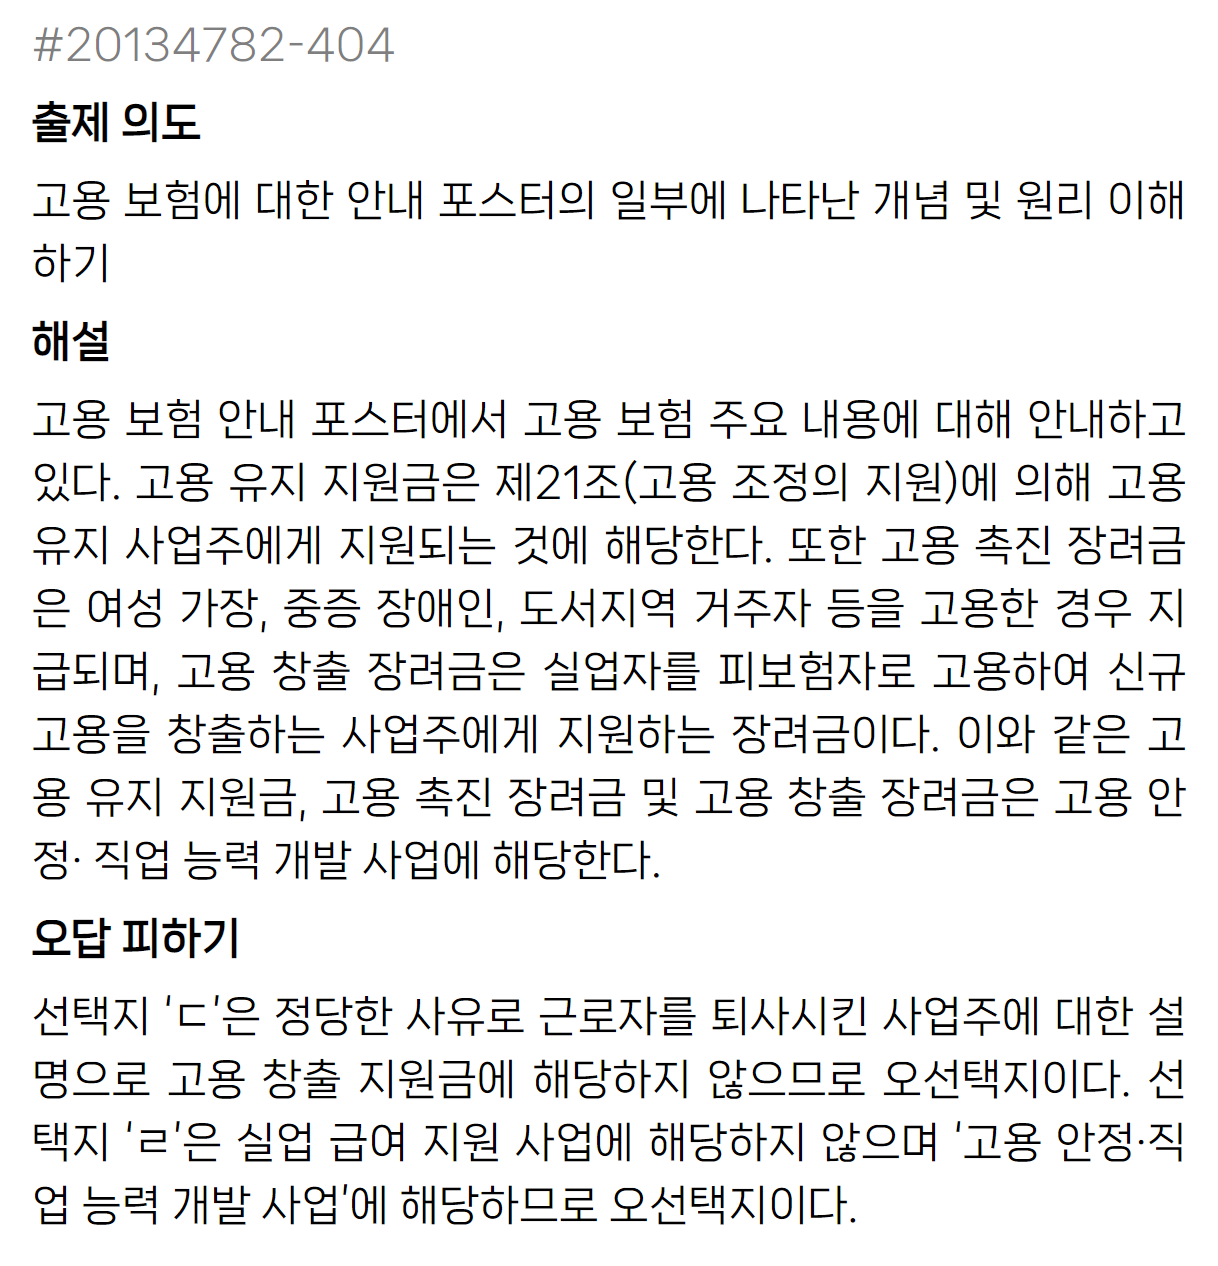 #20134782-404
출제 의도
고용 보험에 대한 안내 포스터의 일부에 나타난 개념 및 원리 이해
하기
해설
고용 보험 안내 포스터에서 고용 보험 주요 내용에 대해 안내하고
있다. 고용 유지 지원금은 제21조(고용 조정의 지원)에 의해 고용
유지 사업주에게 지원되는 것에 해당한다. 또한 고용 촉진 장려금
은 여성 가장, 중증 장애인, 도서지역 거주자 등을 고용한 경우 지
급되며, 고용 창출 장려금은 실업자를 피보험자로 고용하여 신규
고용을 창출하는 사업주에게 지원하는 장려금이다. 이와 같은 고
용 유지 지원금, 고용 촉진 장려금 및 고용 창출 장려금은 고용 안
정· 직업 능력 개발 사업에 해당한다.
오답 피하기
선택지 'ㄷ'은 정당한 사유로 근로자를 퇴사시킨 사업주에 대한 설
명으로 고용 창출 지원금에 해당하지 않으므로 오선택지이다. 선
택지 'ㄹ'은 실업 급여 지원 사업에 해당하지 않으며 '고용 안정·직
업 능력 개발 사업'에 해당하므로 오선택지이다.